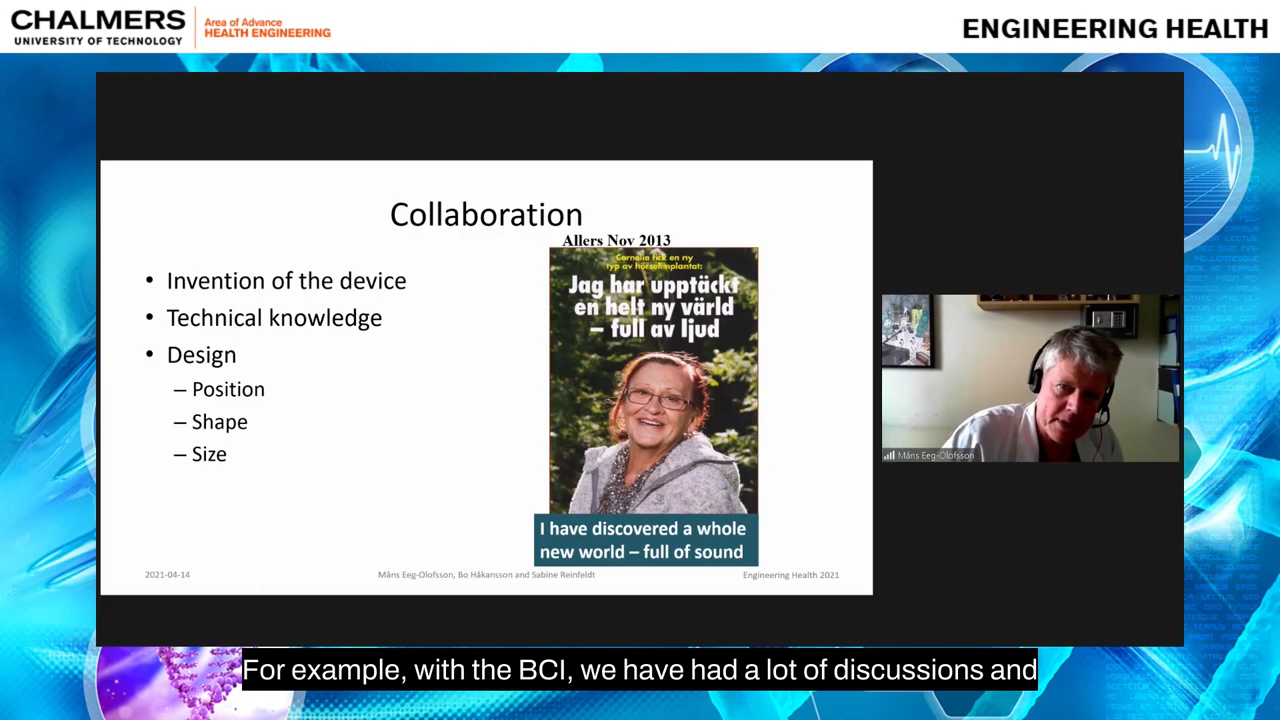 CHALMERS
UNIVERSITY OF TECHNOLOGY
Area of Advance
HEALTH ENGINEERING
ENGINEERING HEALTH
Collaboration
Allers Nov 2013
• Invention of the device
• Technical knowledge
• Design
– Position
– Shape
– Size
Cornelia fick en ny
typ av hörselimplantat:
Jag har upptäckt
en helt ny värld
– full av ljud
I have discovered a whole
new world – full of sound
2021-04-14
Måns Eeg-Olofsson, Bo Håkansson and Sabine Reinfeldt
Engineering Health 2021
Måns Eeg-Olofsson
For example, with the BCI, we have had a lot of discussions and